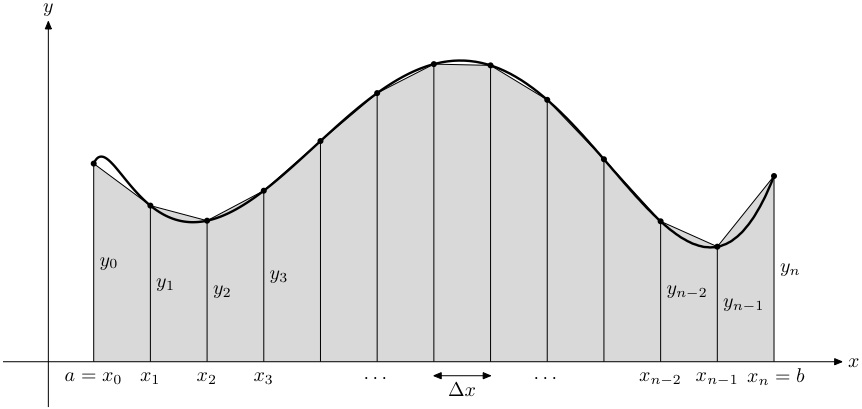 y
y₀
y₁
y₂
y₃
yₙ₋₂
yₙ₋₁
yₙ
x
a = x₀ x₁ x₂ x₃ ... ... xₙ₋₂ xₙ₋₁ xₙ = b
Δx